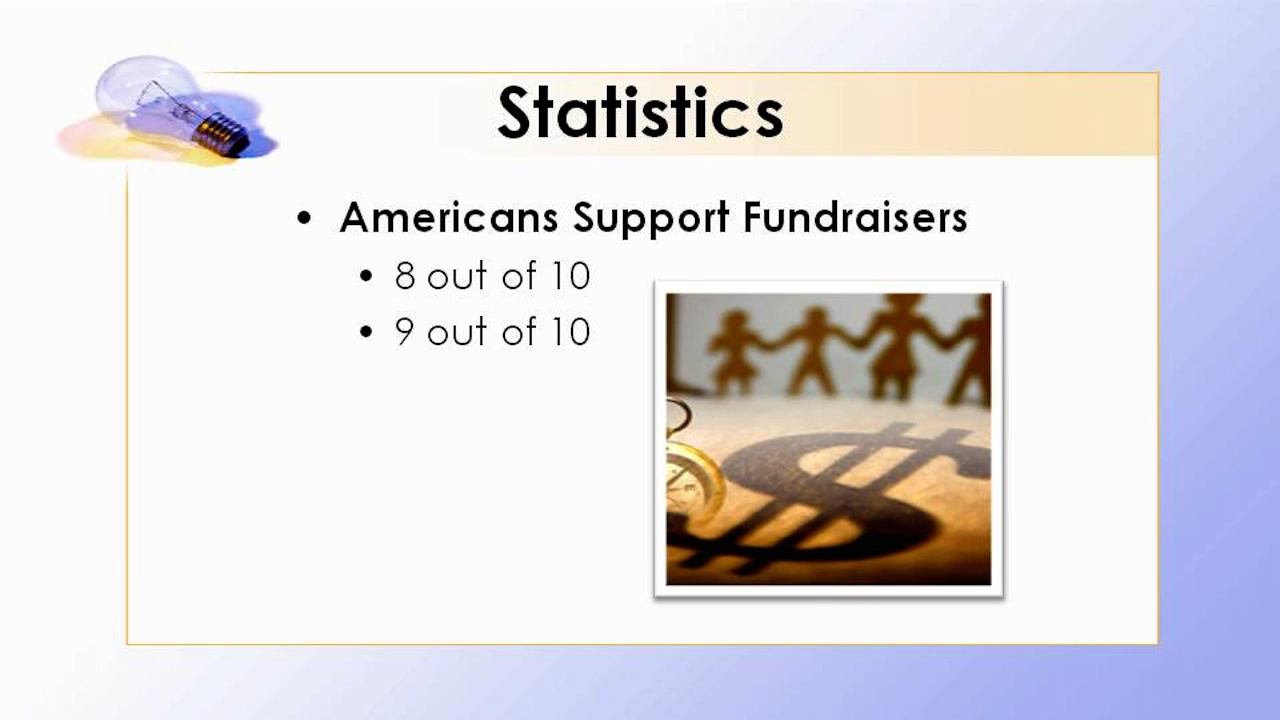 Statistics
• Americans Support Fundraisers
• 8 out of 10
• 9 out of 10